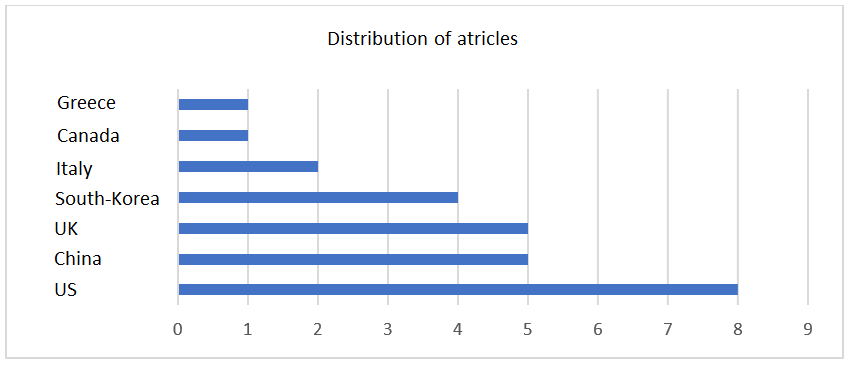 Distribution of atricles
Greece
Canada
Italy
South-Korea
UK
China
US
0 1 2 3 4 5 6 7 8 9